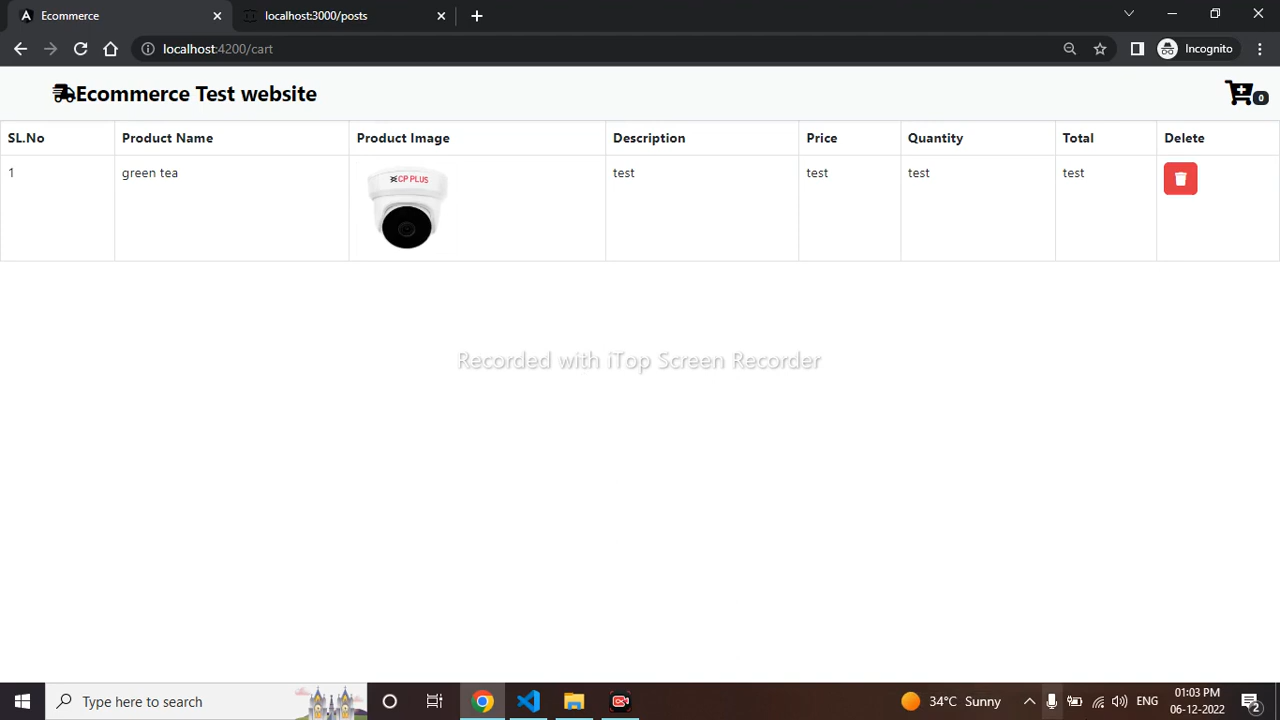 Ecommerce
localhost:3000/posts
localhost:4200/cart
Incognito
Ecommerce Test website
0
SL.No Product Name Product Image Description Price Quantity Total Delete
1 green tea CP PLUS test test test test
Recorded with iTop Screen Recorder
Type here to search
34°C Sunny
ENG
01:03 PM
06-12-2022
2